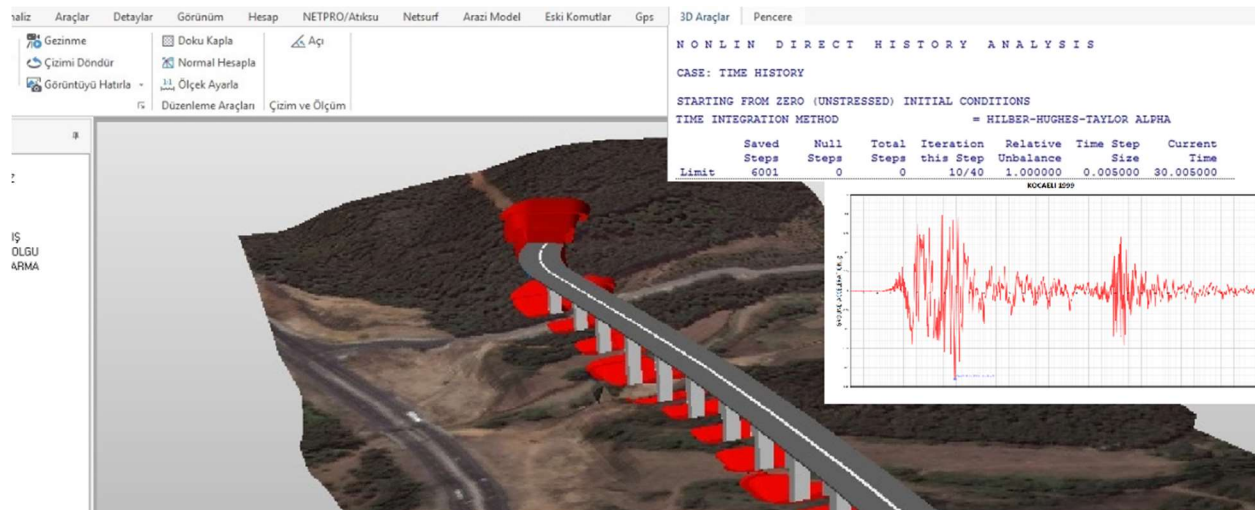 naliz Araçlar Detaylar Görünüm Hesap NETPRO/Atıksu Netsurf Arazi Model Eski Komutlar Gps 3D Araçlar Pencere
Gezinme
Çizimi Döndür
Görüntüyü Hatırla
Doku Kapla
Normal Hesapla
Ölçek Ayarla
Düzenleme Araçları
Açı
Çizim ve Ölçüm
Z
IŞ
OLGU
ARMA
NONLIN DIRECT HISTORY ANALYSIS
CASE: TIME HISTORY
STARTING FROM ZERO (UNSTRESSED) INITIAL CONDITIONS
TIME INTEGRATION METHOD = HILBER-HUGHES-TAYLOR ALPHA
Saved Null Total Iteration Relative Time Step Current
Steps Steps Steps this Step Unbalance Size Time
Limit 6001 0 0 10/40 1.000000 0.005000 30.005000
KOCAELI 1999